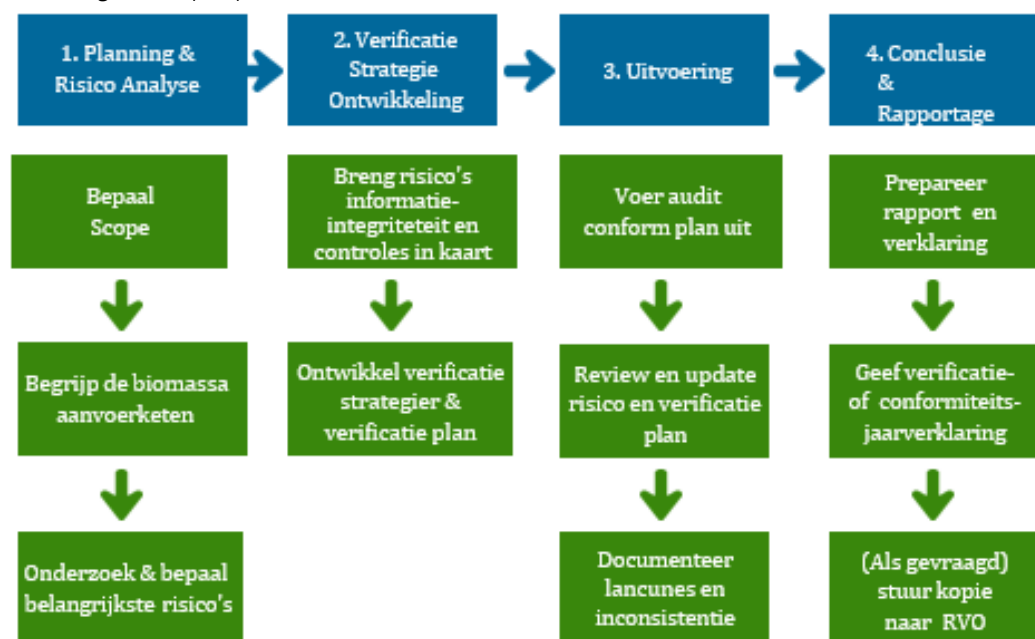 1. Planning &
Risico Analyse
2. Verificatie
Strategie
Ontwikkeling
3. Uitvoering
4. Conclusie
&
Rapportage
Bepaal
Scope
Begrijp de biomassa
aanvoerketen
Onderzoek & bepaal
belangrijkste risico's
Breng risico's
informatie-
integriteteit en
controles in kaart
Ontwikkel verificatie
strategier &
verificatie plan
Voer audit
conform plan uit
Review en update
risico en verificatie
plan
Documenteer
lancunes en
inconsistentie
Prepareer
rapport en
verklaring
Geef verificatie-
of conformiteits-
jaarverklaring
(Als gevraagd)
stuur kopie
naar RVO